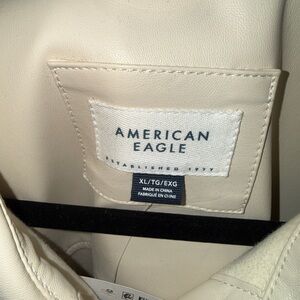 AMERICAN
EAGLE
ESTABLISHED 1977
XL/TG/EXG
MADE IN CHINA
FABRIQUÉ EN CHINE